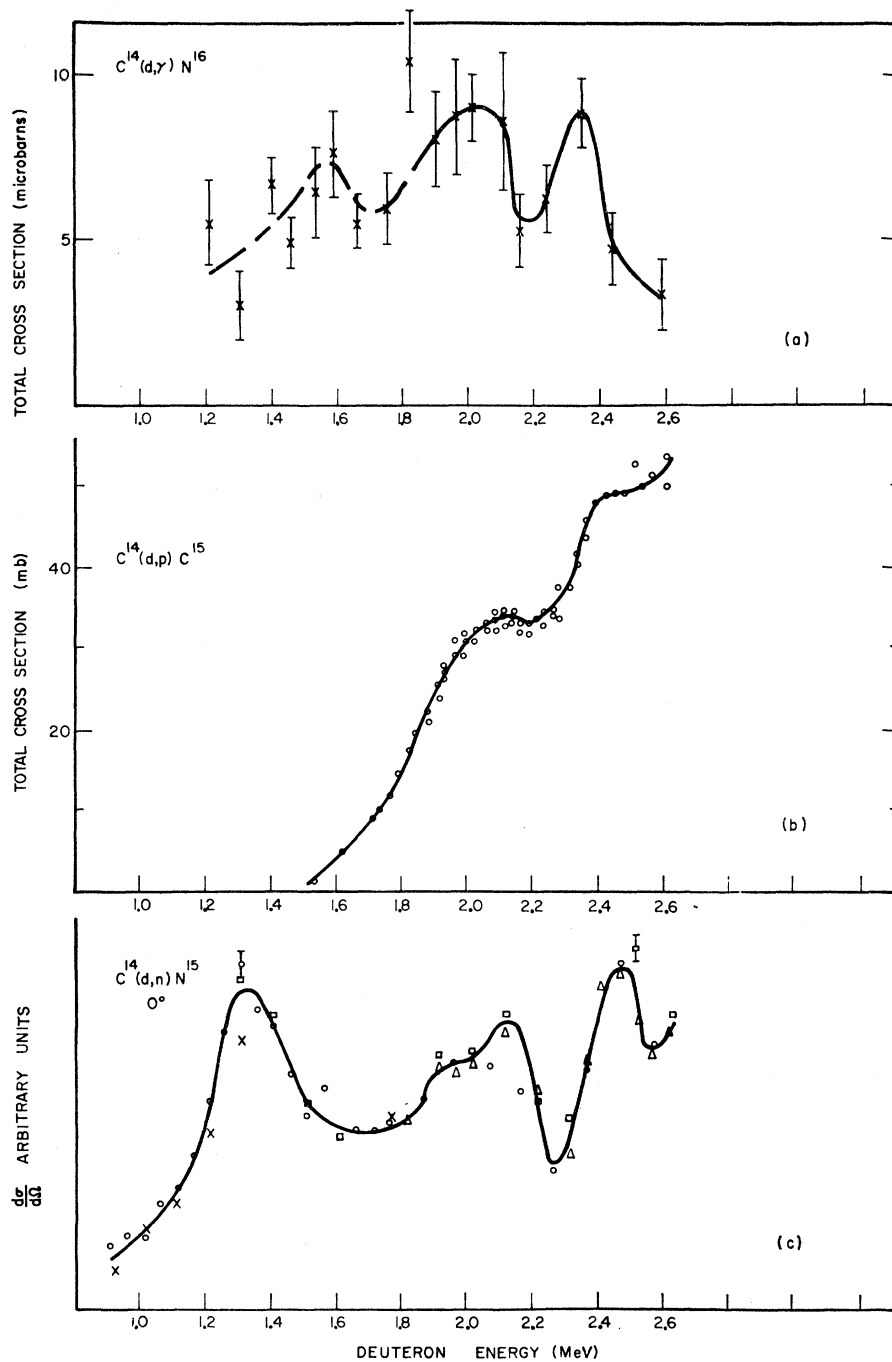 C¹⁴(d,γ) N¹⁶
TOTAL CROSS SECTION (microbarns)
10
5
(a)
1.0 1.2 1.4 1.6 1.8 2.0 2.2 2.4 2.6
C¹⁴(d,p) C¹⁵
TOTAL CROSS SECTION (mb)
40
20
(b)
1.0 1.2 1.4 1.6 1.8 2.0 2.2 2.4 2.6
C¹⁴(d,n) N¹⁵
0°
dσ/dΩ ARBITRARY UNITS
(c)
1.0 1.2 1.4 1.6 1.8 2.0 2.2 2.4 2.6
DEUTERON ENERGY (MeV)